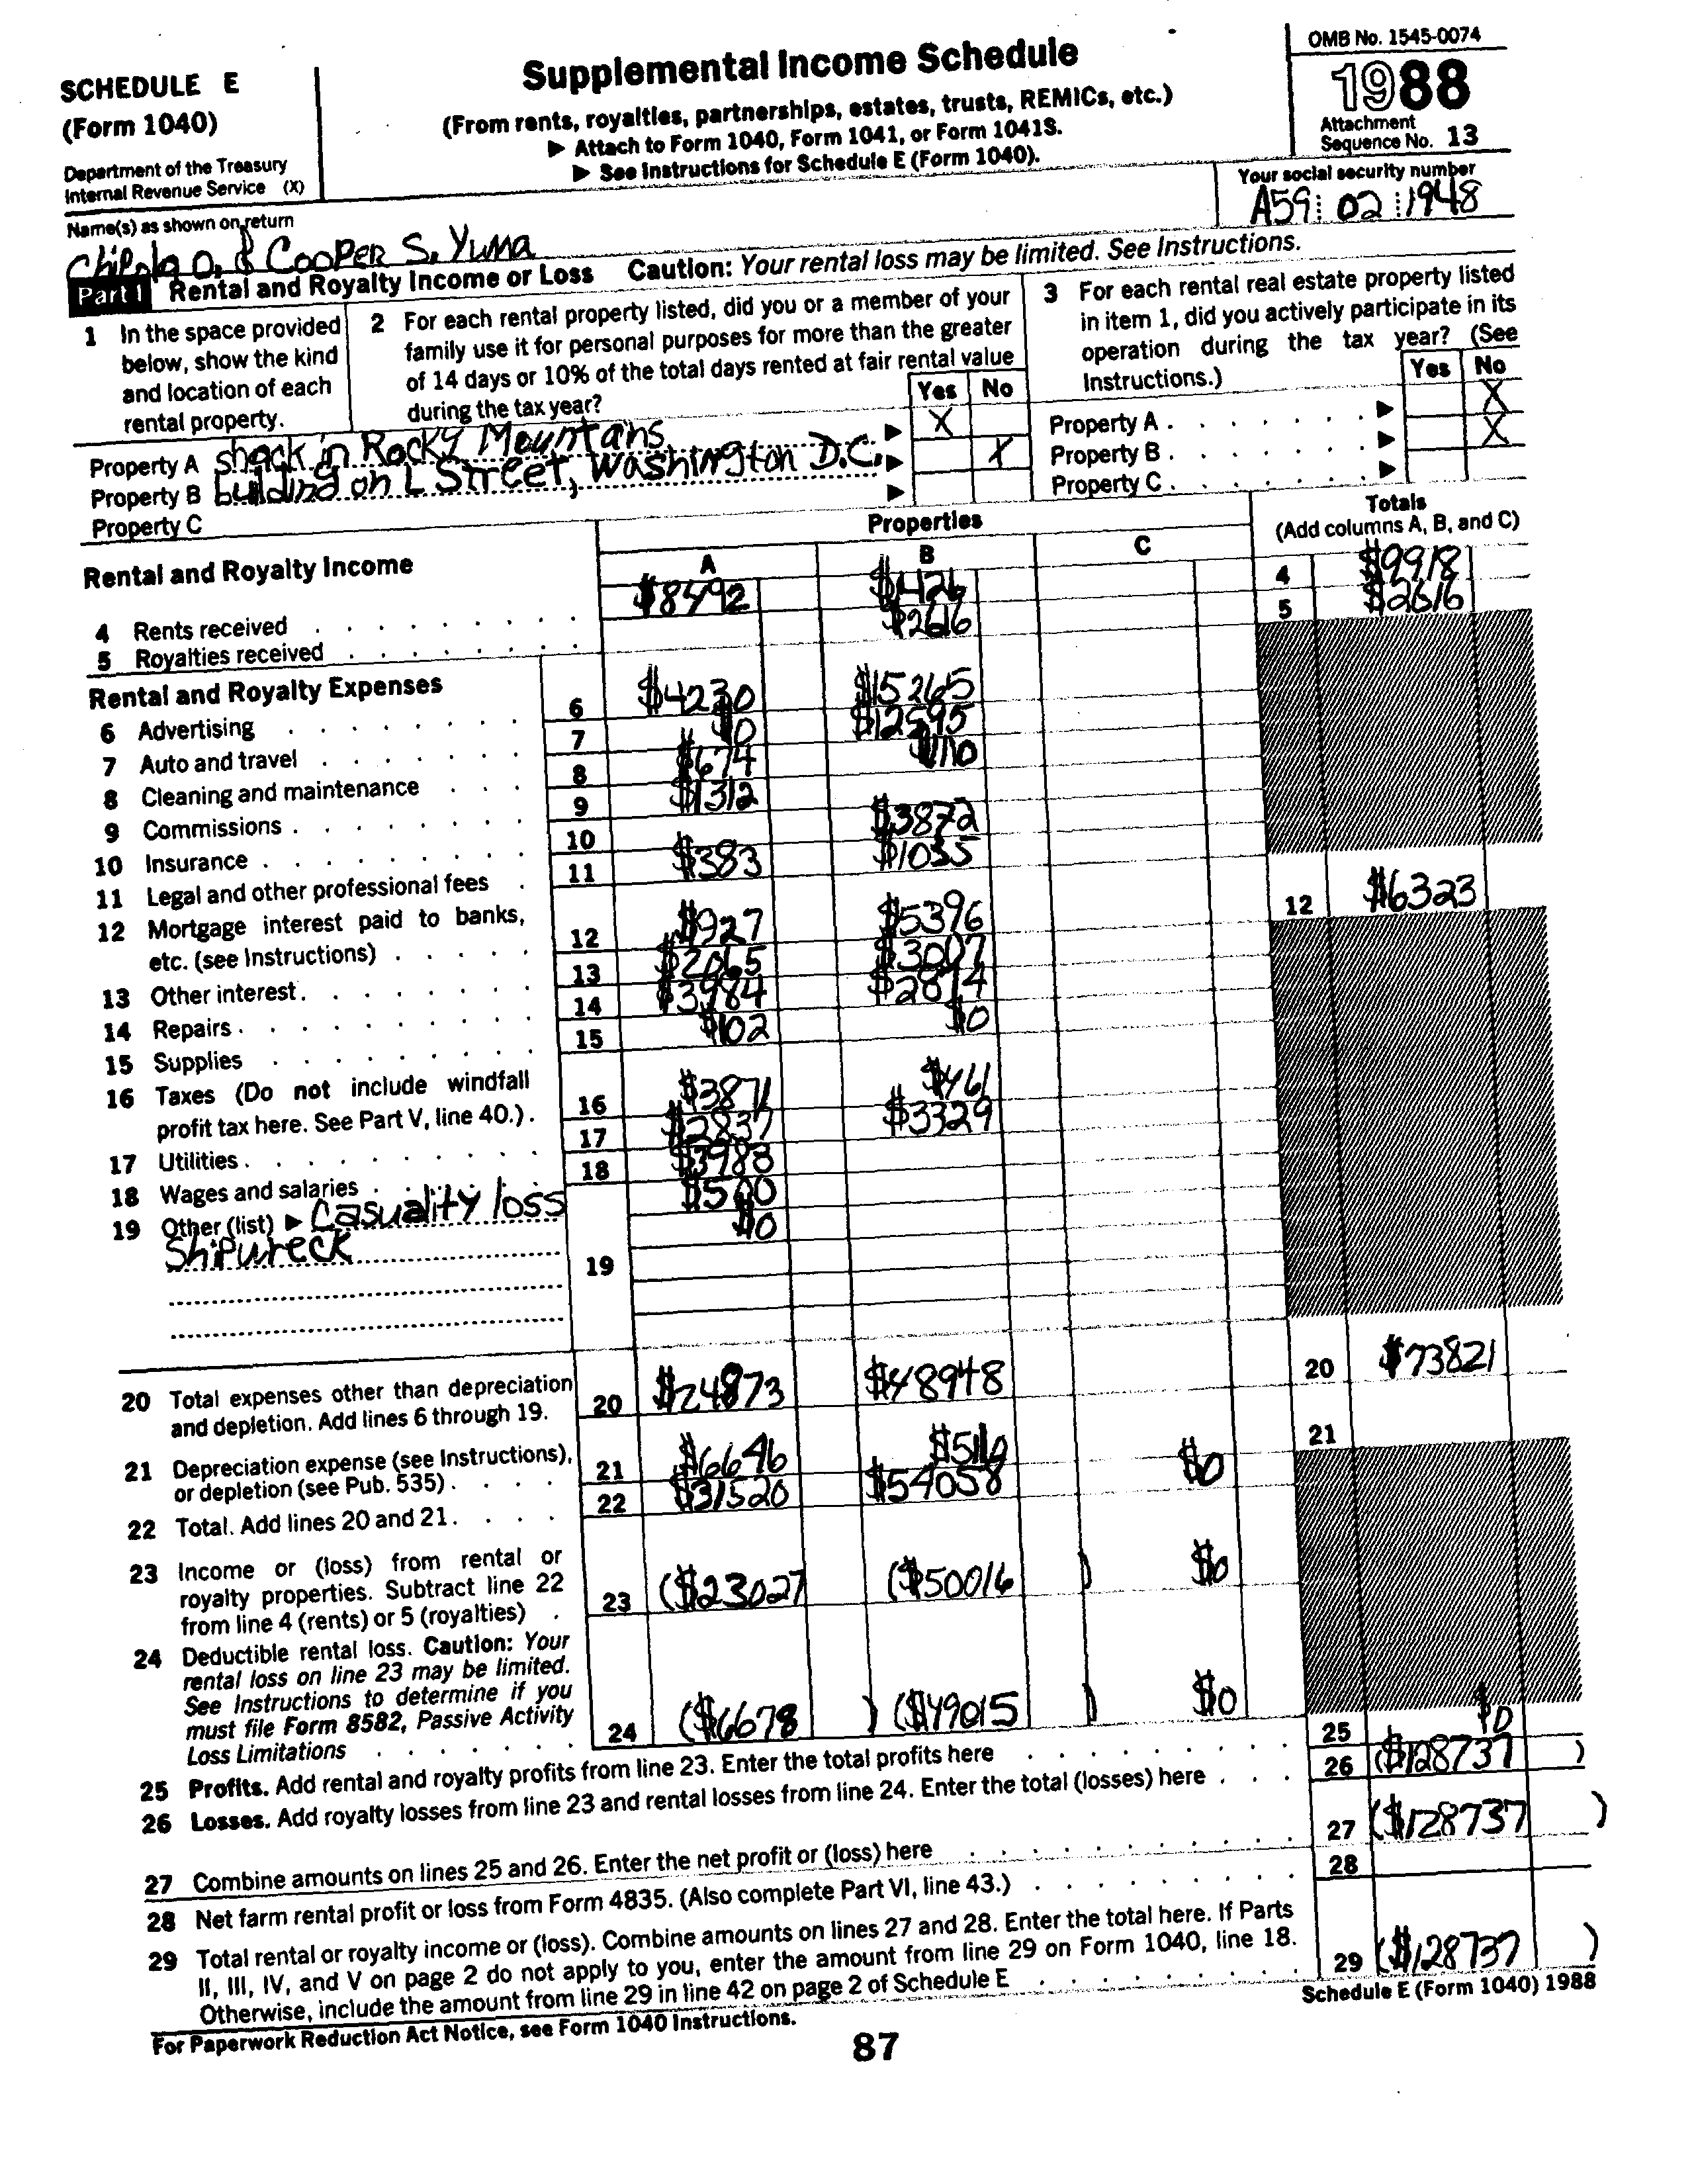 SCHEDULE E
(Form 1040)
Department of the Treasury
Internal Revenue Service (X)
Supplemental Income Schedule
(From rents, royalties, partnerships, estates, trusts, REMICs, etc.)
▶ Attach to Form 1040, Form 1041, or Form 1041S.
▶ See Instructions for Schedule E (Form 1040).
OMB No. 1545-0074
1988
Attachment
Sequence No. 13
Name(s) as shown on return
Chipola O. & Cooper S. Yuma
Your social security number
A59 02 1948
Part I Rental and Royalty Income or Loss Caution: Your rental loss may be limited. See Instructions.
1 In the space provided
below, show the kind
and location of each
rental property.
2 For each rental property listed, did you or a member of your
family use it for personal purposes for more than the greater
of 14 days or 10% of the total days rented at fair rental value
during the tax year?
Yes No
3 For each rental real estate property listed
in item 1, did you actively participate in its
operation during the tax year? (See
Instructions.)
Yes No
Property A shack in Rocky Mountans ▶ X
Property B building on L Street, Washington D.C. ▶ X
Property C ▶
Property A . . . . . . ▶ X
Property B . . . . . . ▶ X
Property C . . . . . . ▶
Rental and Royalty Income
Properties
A B C
Totals
(Add columns A, B, and C)
4 Rents received $8492 $1426 4 $9918
5 Royalties received $2616 5 $2616
Rental and Royalty Expenses
6 Advertising 6 $4230 $15265
7 Auto and travel 7 $0 $12595
8 Cleaning and maintenance 8 $674 $1110
9 Commissions 9 $1312
10 Insurance 10 $3872
11 Legal and other professional fees 11 $383 $1035
12 Mortgage interest paid to banks,
etc. (see Instructions) 12 $927 $5396 12 $6323
13 Other interest 13 $2065 $3007
14 Repairs 14 $3984 $2874
15 Supplies 15 $102 $0
16 Taxes (Do not include windfall
profit tax here. See Part V, line 40.) 16 $3871 $461
17 Utilities 17 $2837 $3329
18 Wages and salaries 18 $3983
19 Other (list) ▶ Casuality loss $500
Shipwreck $0
19
20 Total expenses other than depreciation
and depletion. Add lines 6 through 19. 20 $24873 $48948 20 $73821
21 Depreciation expense (see Instructions),
or depletion (see Pub. 535) 21 $6646 $5110 21
22 Total. Add lines 20 and 21 22 $31520 $54058 $0
23 Income or (loss) from rental or
royalty properties. Subtract line 22
from line 4 (rents) or 5 (royalties) 23 ($23027 ($50016 ) $0
24 Deductible rental loss. Caution: Your
rental loss on line 23 may be limited.
See Instructions to determine if you
must file Form 8582, Passive Activity
Loss Limitations 24 ($6678 ) ($49015 ) $0
25 Profits. Add rental and royalty profits from line 23. Enter the total profits here 25 $0
26 Losses. Add royalty losses from line 23 and rental losses from line 24. Enter the total (losses) here 26 ($128737 )
27 Combine amounts on lines 25 and 26. Enter the net profit or (loss) here 27 ($128737 )
28 Net farm rental profit or loss from Form 4835. (Also complete Part VI, line 43.) 28
29 Total rental or royalty income or (loss). Combine amounts on lines 27 and 28. Enter the total here. If Parts
II, III, IV, and V on page 2 do not apply to you, enter the amount from line 29 on Form 1040, line 18.
Otherwise, include the amount from line 29 in line 42 on page 2 of Schedule E 29 ($128737 )
For Paperwork Reduction Act Notice, see Form 1040 Instructions.
Schedule E (Form 1040) 1988
87